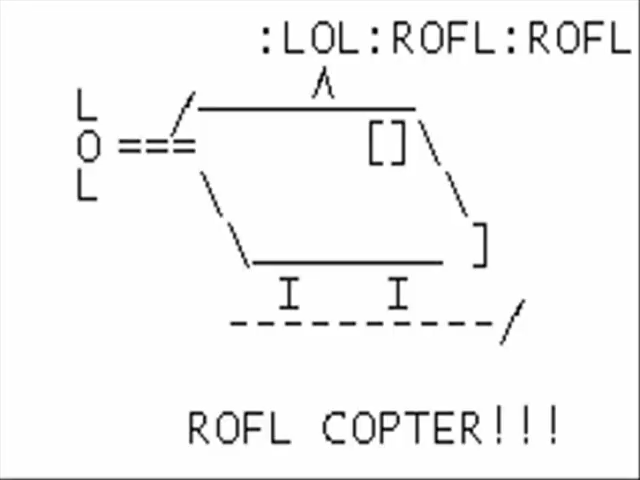 :LOL:ROFL:ROFL
L
O ===
L
[]
]
I I
ROFL COPTER!!!